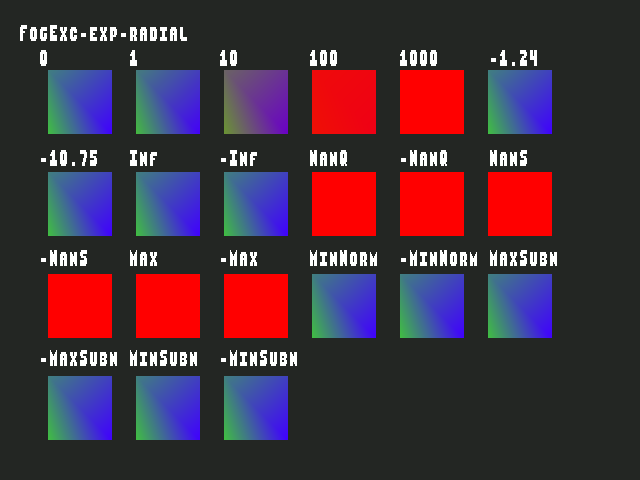 FogExc-exp-radial
0 1 10 100 1000 -1.24
-10.75 Inf -Inf NanQ -NanQ NanS
-NanS Max -Max MinNorm -MinNorm MaxSubN
-MaxSubN MinSubN -MinSubN